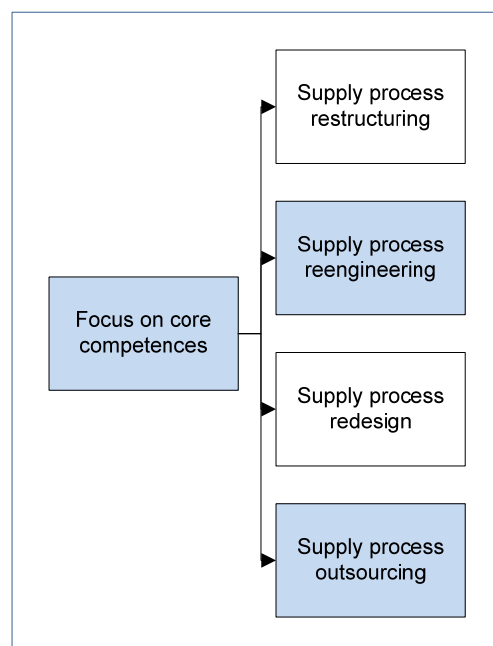 Supply process
restructuring
Supply process
reengineering
Focus on core
competences
Supply process
redesign
Supply process
outsourcing